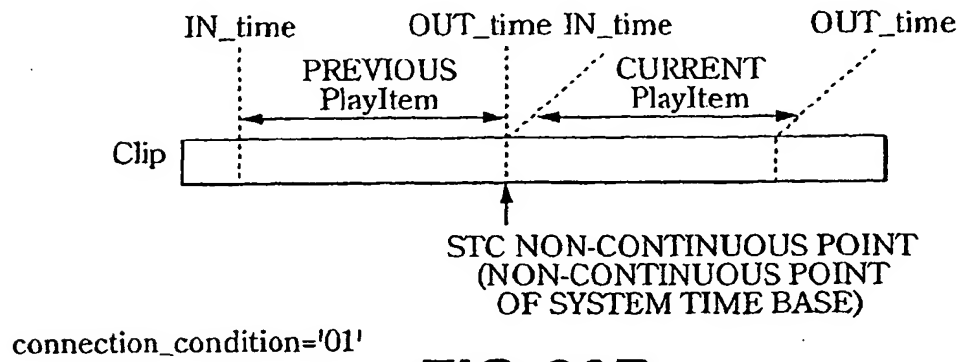 IN_time OUT_time IN_time OUT_time
PREVIOUS PlayItem
CURRENT PlayItem
Clip
STC NON-CONTINUOUS POINT
(NON-CONTINUOUS POINT
OF SYSTEM TIME BASE)
connection_condition='01'